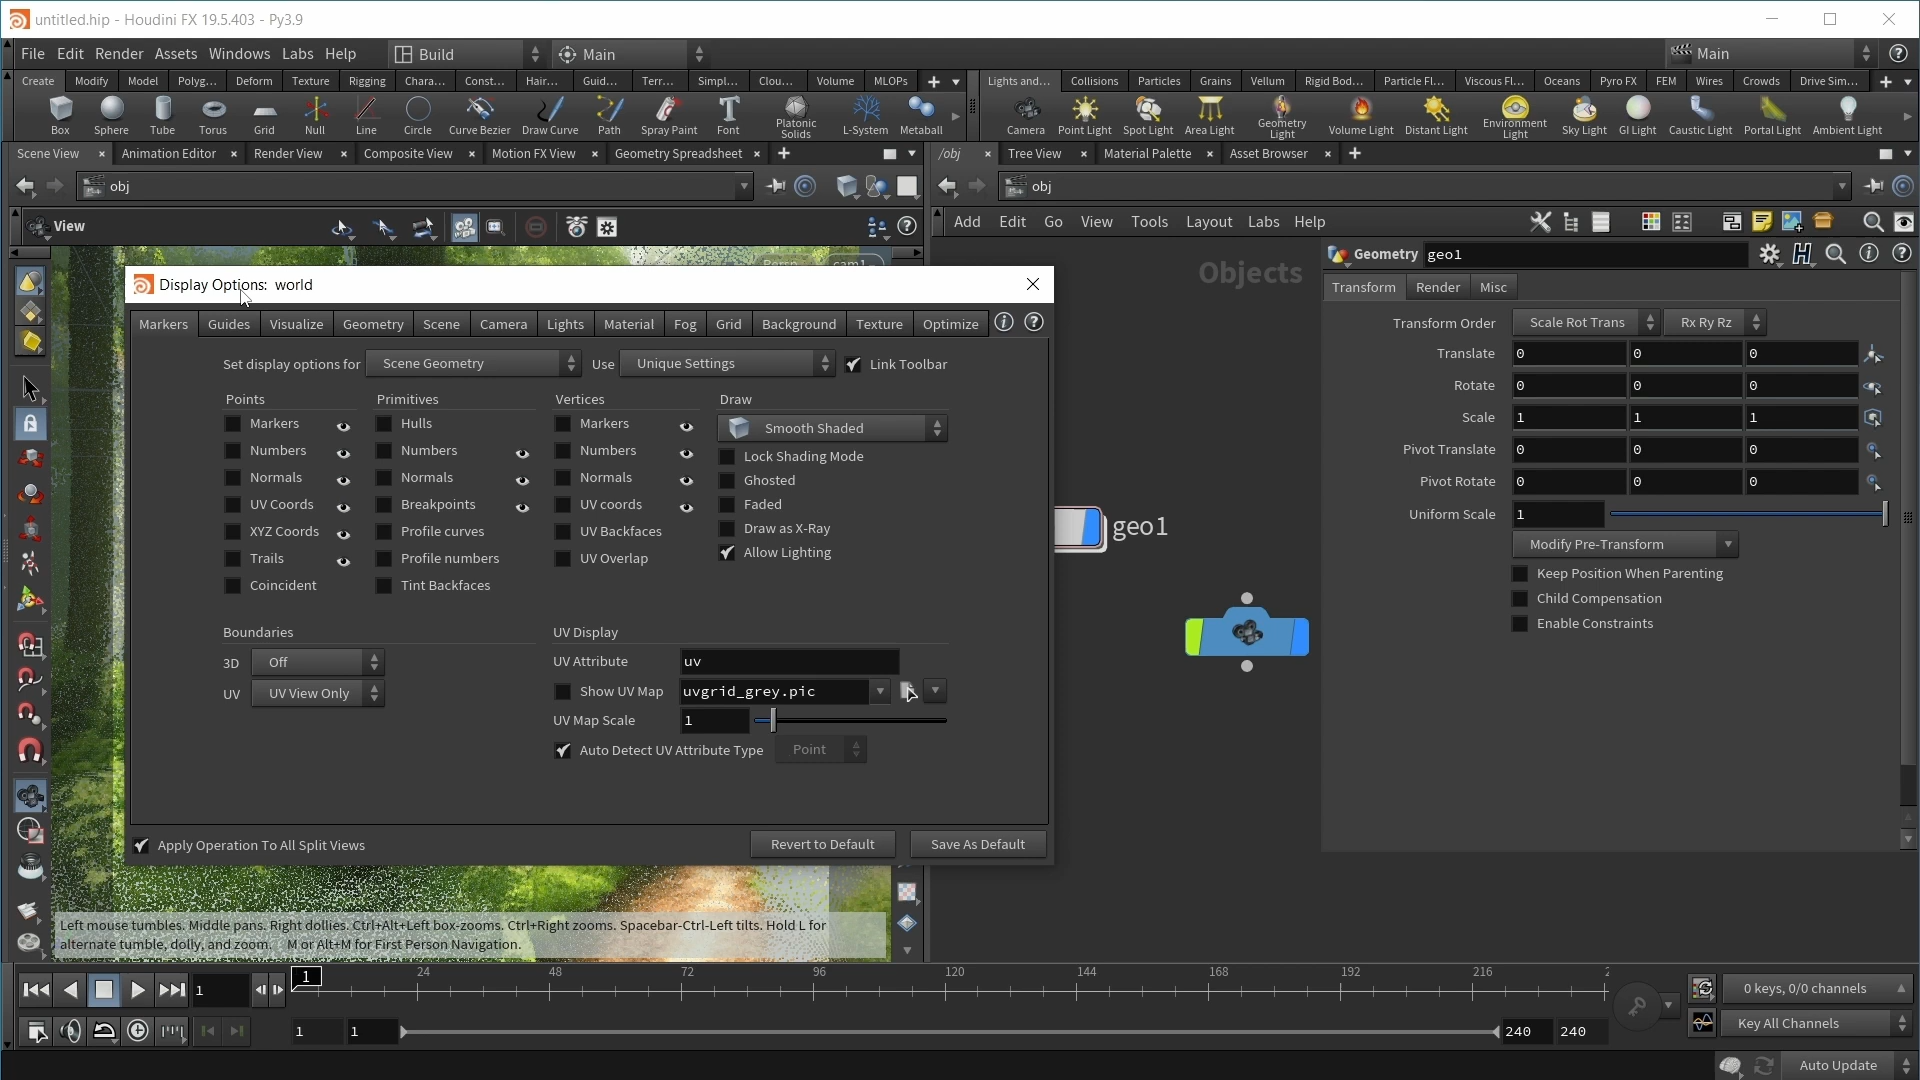 untitled.hip - Houdini FX 19.5.403 - Py3.9
File Edit Render Assets Windows Labs Help Build Main Main
Create Modify Model Polyg... Deform Texture Rigging Chara... Const... Hair... Guid... Terr... Simpl... Clou... Volume MLOPs Lights and... Collisions Particles Grains Vellum Rigid Bod... Particle Fl... Viscous Fl... Oceans Pyro FX FEM Wires Crowds Drive Sim...
Box Sphere Tube Torus Grid Null Line Circle Curve Bezier Draw Curve Path Spray Paint Font Platonic Solids L-System Metaball Camera Point Light Spot Light Area Light Geometry Light Volume Light Distant Light Environment Light Sky Light GI Light Caustic Light Portal Light Ambient Light
Scene View Animation Editor Render View Composite View Motion FX View Geometry Spreadsheet /obj Tree View Material Palette Asset Browser
obj obj
View Add Edit Go View Tools Layout Labs Help
Persp cam1
Geometry geo1
Objects
Display Options: world
Transform Render Misc
Markers Guides Visualize Geometry Scene Camera Lights Material Fog Grid Background Texture Optimize
Transform Order Scale Rot Trans Rx Ry Rz
Translate 0 0 0
Rotate 0 0 0
Scale 1 1 1
Pivot Translate 0 0 0
Pivot Rotate 0 0 0
Uniform Scale 1
Modify Pre-Transform
Keep Position When Parenting
Child Compensation
Enable Constraints
Set display options for Scene Geometry Use Unique Settings Link Toolbar
Points Primitives Vertices Draw
Markers Hulls Markers Smooth Shaded
Numbers Numbers Numbers Lock Shading Mode
Normals Normals Normals Ghosted
UV Coords Breakpoints UV coords Faded
XYZ Coords Profile curves UV Backfaces Draw as X-Ray
Trails Profile numbers UV Overlap Allow Lighting
Coincident Tint Backfaces
geo1
Boundaries UV Display
3D Off UV Attribute uv
UV UV View Only Show UV Map uvgrid_grey.pic
UV Map Scale 1
Auto Detect UV Attribute Type Point
Apply Operation To All Split Views Revert to Default Save As Default
Left mouse tumbles. Middle pans. Right dollies. Ctrl+Alt+Left box-zooms. Ctrl+Right zooms. Spacebar-Ctrl-Left tilts. Hold L for
alternate tumble, dolly, and zoom. M or Alt+M for First Person Navigation.
1 1 24 48 72 96 120 144 168 192 216 2
0 keys, 0/0 channels
1 1 240 240 Key All Channels
Auto Update